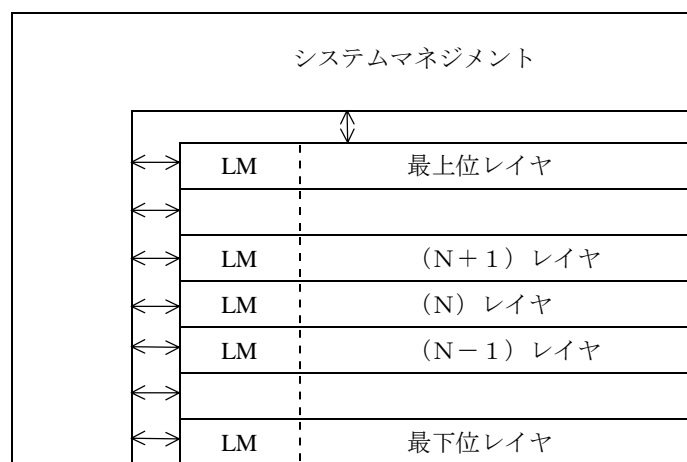 システムマネジメント
LM 最上位レイヤ
LM （Ｎ＋１）レイヤ
LM （Ｎ）レイヤ
LM （Ｎ－１）レイヤ
LM 最下位レイヤ